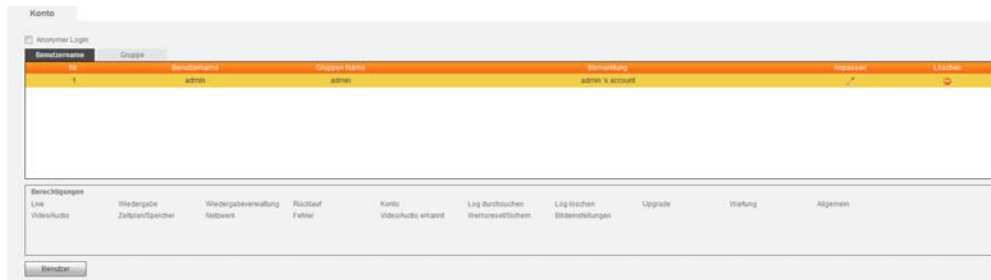 Konto
Anonymer Login
Benutzername Gruppe
Nr Benutzername Gruppen Name Bemerkung Anpassen Löschen
1 admin admin admin 's account
Berechtigungen
Live Wiedergabe Wiedergabeverwaltung Rücklauf Konto Log durchsuchen Log löschen Upgrade Wartung Allgemein
Video/Audio Zeitplan/Speicher Netzwerk Fehler Video/Audio erkannt Werksreset/Sichern Bildeinstellungen
Benutzer